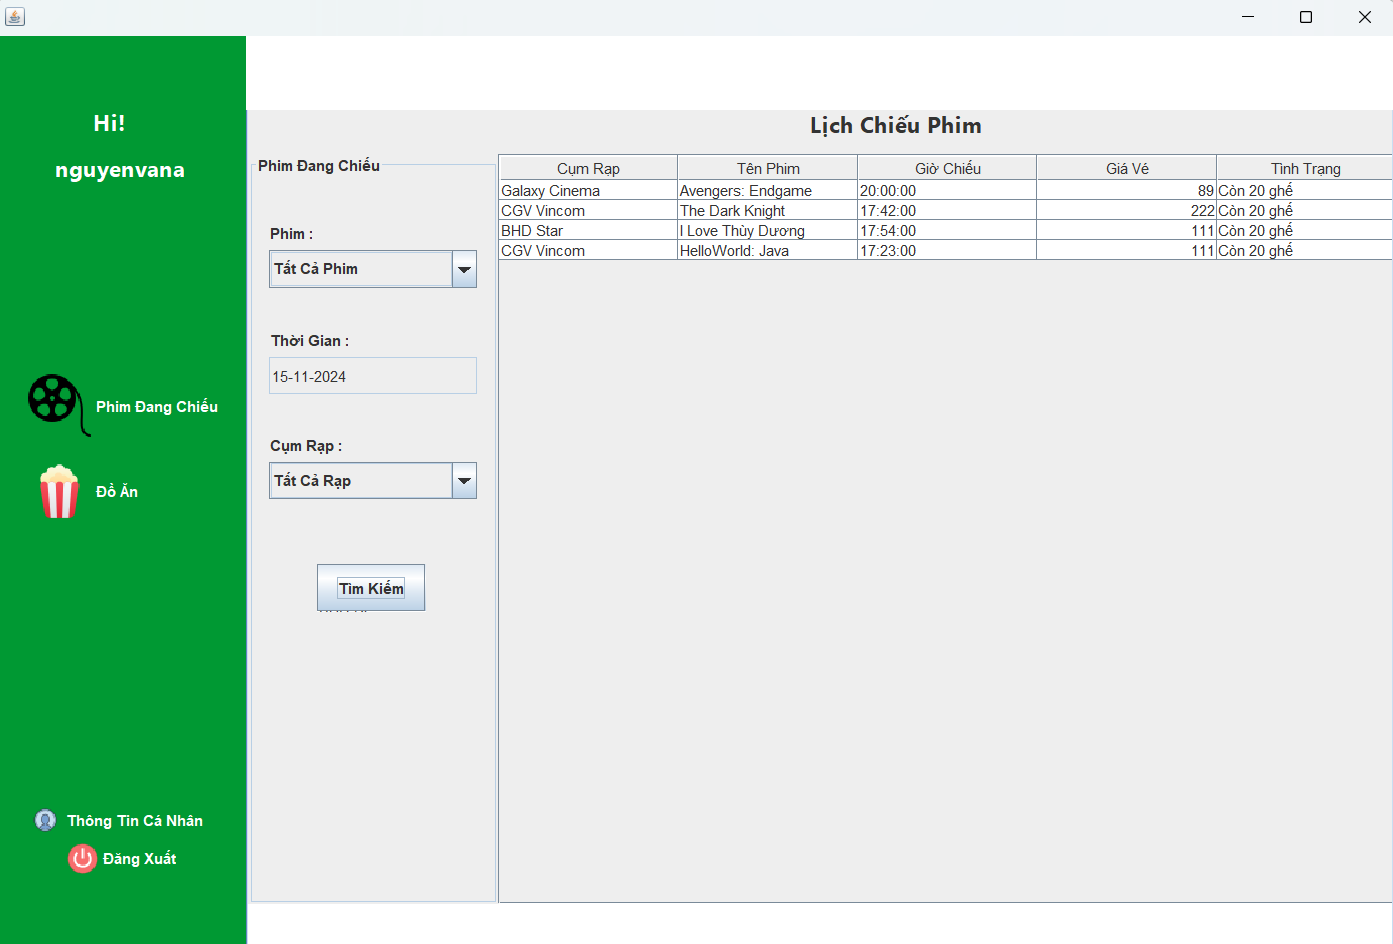 Hi!
nguyenvana
Phim Đang Chiếu
Đồ Ăn
Thông Tin Cá Nhân
Đăng Xuất
Lịch Chiếu Phim
Phim Đang Chiếu
Phim :
Tất Cả Phim
Thời Gian :
15-11-2024
Cụm Rạp :
Tất Cả Rạp
Tìm Kiếm
Cụm Rạp Tên Phim Giờ Chiếu Giá Vé Tình Trạng
Galaxy Cinema Avengers: Endgame 20:00:00 89 Còn 20 ghế
CGV Vincom The Dark Knight 17:42:00 222 Còn 20 ghế
BHD Star I Love Thùy Dương 17:54:00 111 Còn 20 ghế
CGV Vincom HelloWorld: Java 17:23:00 111 Còn 20 ghế